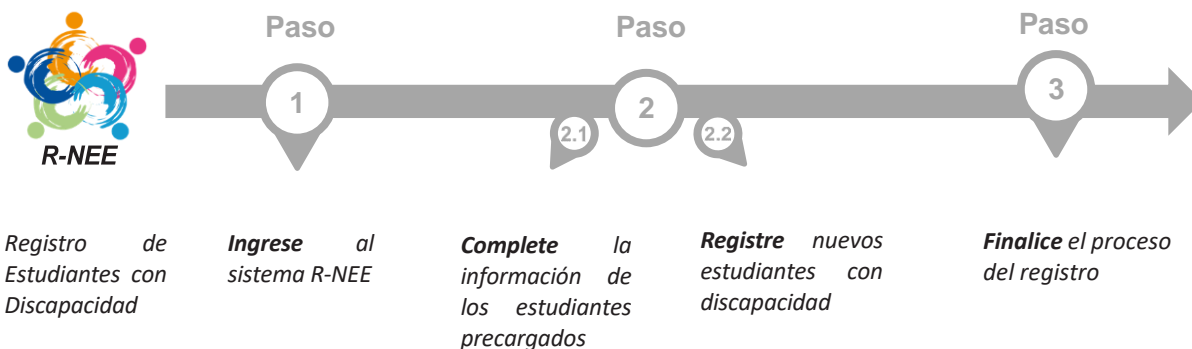 Paso
Paso
Paso
1
2
3
2.1
2.2
R-NEE
Registro de
Estudiantes con
Discapacidad
Ingrese al
sistema R-NEE
Complete la
información de
los estudiantes
precargados
Registre nuevos
estudiantes con
discapacidad
Finalice el proceso
del registro